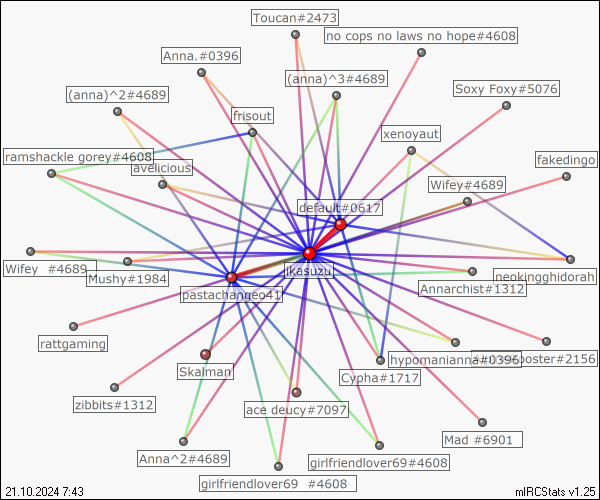 Toucan#2473
no cops no laws no hope#4608
Anna.#0396
(anna)^3#4689
Soxy Foxy#5076
(anna)^2#4689
frisout
xenoyaut
ramshackle gorey#4608
avelicious
fakedingo
Wifey#4689
default#0617
Wifey #4689
Mushy#1984
jkasuzu
neokingghidorah
pastachangeo41
Annarchist#1312
rattgaming
hypomanianna#0396
oster#2156
Skalman
Cypha#1717
zibbits#1312
ace deucy#7097
Mad #6901
Anna^2#4689
girlfriendlover69#4608
girlfriendlover69 #4608
21.10.2024 7:43
mIRCStats v1.25